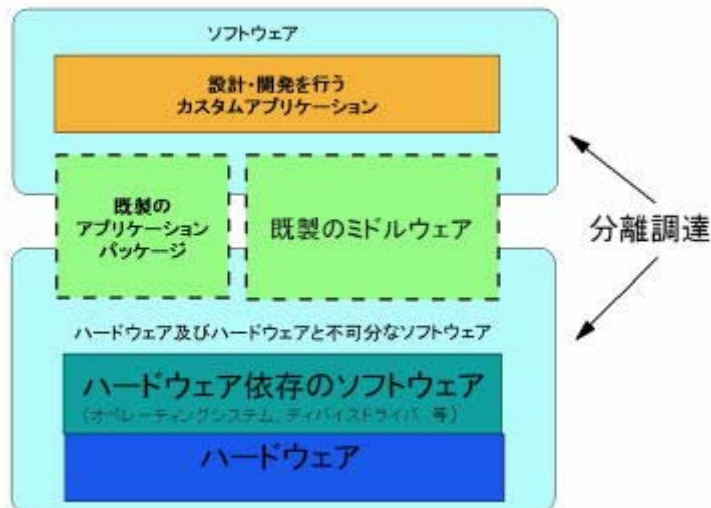 ソフトウェア
設計・開発を行う
カスタムアプリケーション
既製の
アプリケーション
パッケージ
既製のミドルウェア
分離調達
ハードウェア及びハードウェアと不可分なソフトウェア
ハードウェア依存のソフトウェア
(オペレーティングシステム、ディバイスドライバ 等)
ハードウェア